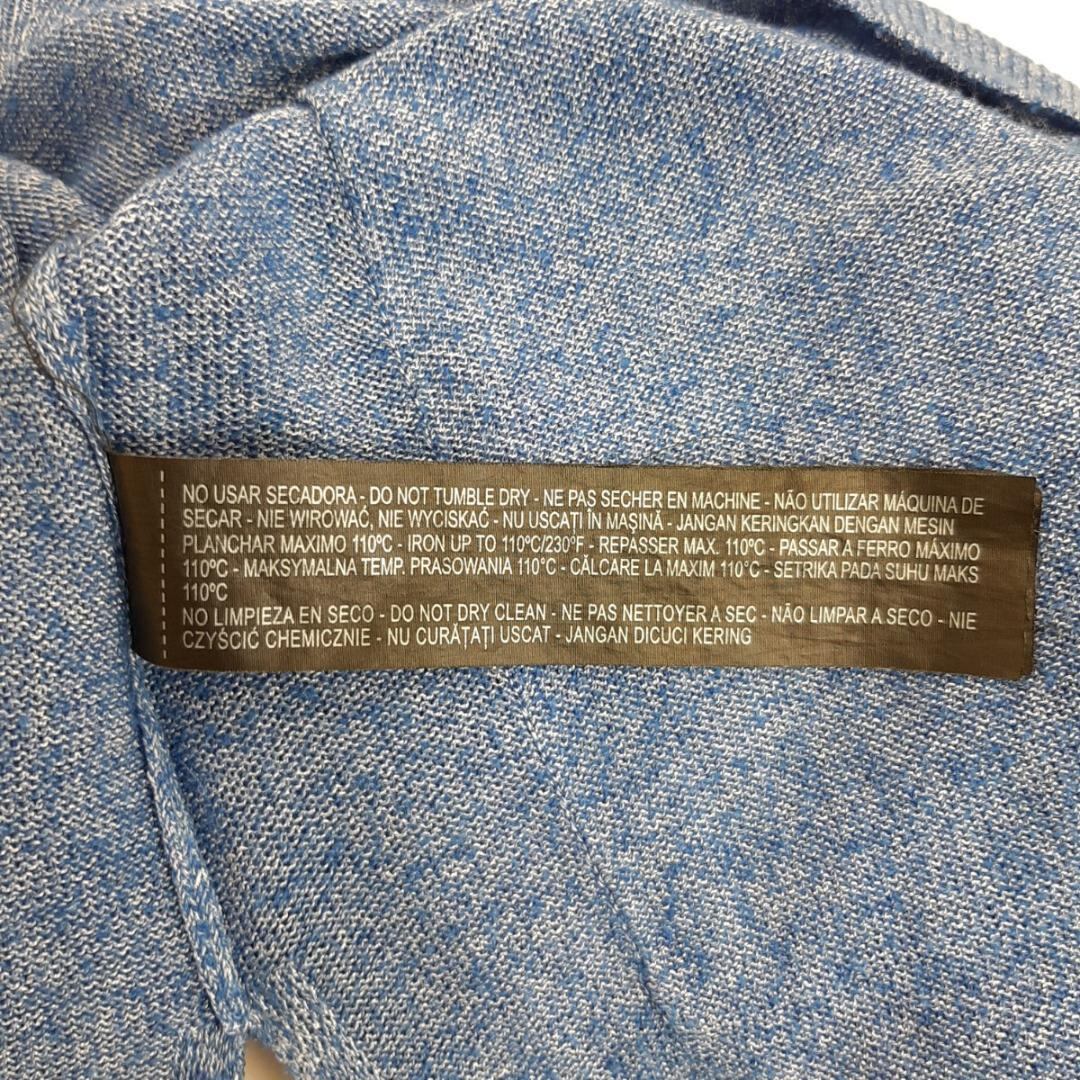 NO USAR SECADORA - DO NOT TUMBLE DRY - NE PAS SECHER EN MACHINE - NÃO UTILIZAR MÁQUINA DE
SECAR - NIE WIROWAĆ, NIE WYCISKAĆ - NU USCAȚI ÎN MAȘINĂ - JANGAN KERINGKAN DENGAN MESIN
PLANCHAR MAXIMO 110ºC - IRON UP TO 110ºC/230ºF - REPASSER MAX. 110ºC - PASSAR A FERRO MÁXIMO
110ºC - MAKSYMALNA TEMP. PRASOWANIA 110°C - CĂLCARE LA MAXIM 110°C - SETRIKA PADA SUHU MAKS
110ºC
NO LIMPIEZA EN SECO - DO NOT DRY CLEAN - NE PAS NETTOYER A SEC - NÃO LIMPAR A SECO - NIE
CZYŚCIĆ CHEMICZNIE - NU CURĂȚAȚI USCAT - JANGAN DICUCI KERING